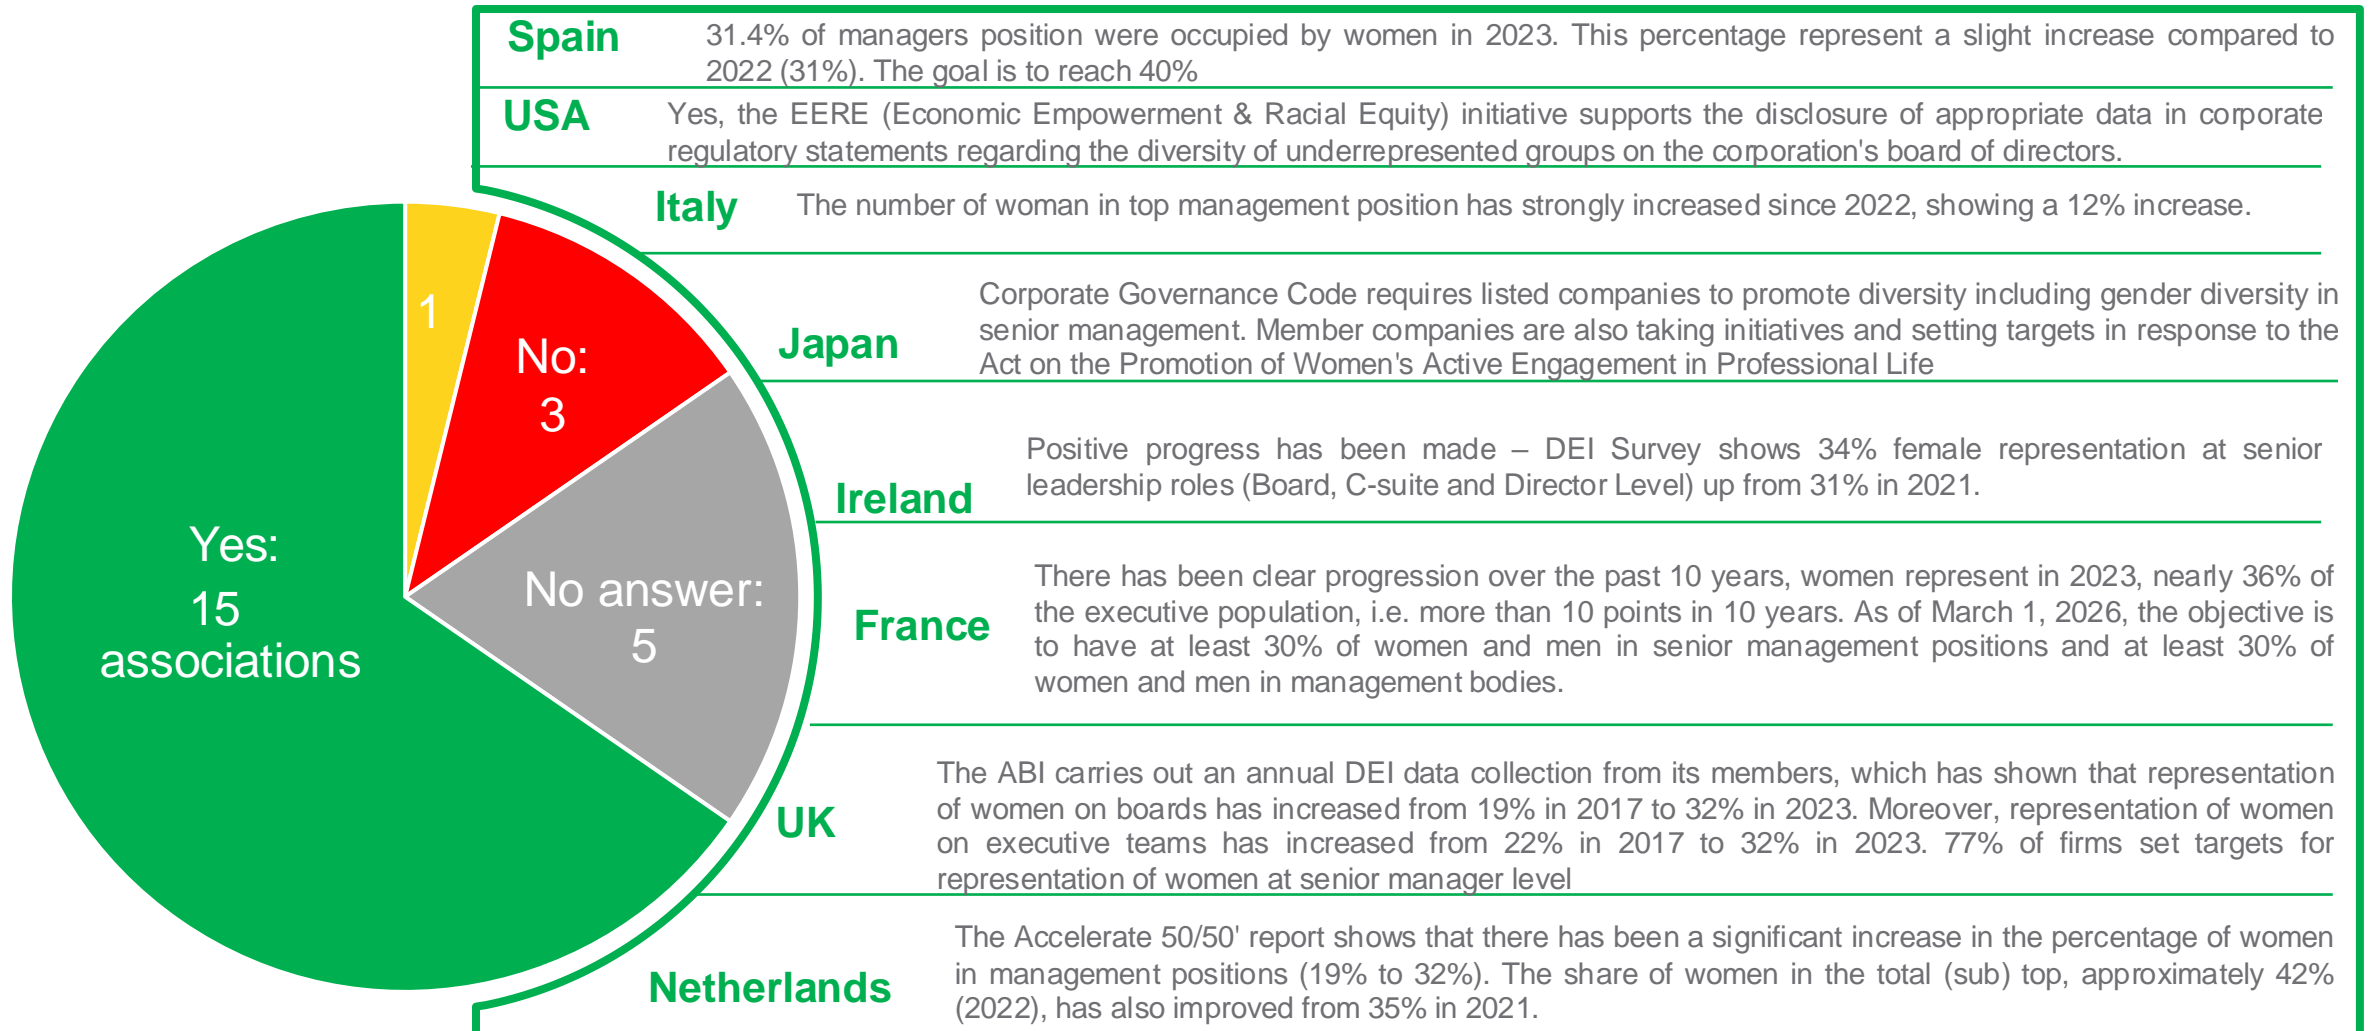 Spain
31.4% of managers position were occupied by women in 2023. This percentage represent a slight increase compared to
2022 (31%). The goal is to reach 40%
USA
Yes, the EERE (Economic Empowerment & Racial Equity) initiative supports the disclosure of appropriate data in corporate
regulatory statements regarding the diversity of underrepresented groups on the corporation's board of directors.
Italy
The number of woman in top management position has strongly increased since 2022, showing a 12% increase.
Japan
Corporate Governance Code requires listed companies to promote diversity including gender diversity in
senior management. Member companies are also taking initiatives and setting targets in response to the
Act on the Promotion of Women's Active Engagement in Professional Life
Ireland
Positive progress has been made – DEI Survey shows 34% female representation at senior
leadership roles (Board, C-suite and Director Level) up from 31% in 2021.
France
There has been clear progression over the past 10 years, women represent in 2023, nearly 36% of
the executive population, i.e. more than 10 points in 10 years. As of March 1, 2026, the objective is
to have at least 30% of women and men in senior management positions and at least 30% of
women and men in management bodies.
UK
The ABI carries out an annual DEI data collection from its members, which has shown that representation
of women on boards has increased from 19% in 2017 to 32% in 2023. Moreover, representation of women
on executive teams has increased from 22% in 2017 to 32% in 2023. 77% of firms set targets for
representation of women at senior manager level
Netherlands
The Accelerate 50/50' report shows that there has been a significant increase in the percentage of women
in management positions (19% to 32%). The share of women in the total (sub) top, approximately 42%
(2022), has also improved from 35% in 2021.
1
No:
3
No answer:
5
Yes:
15
associations